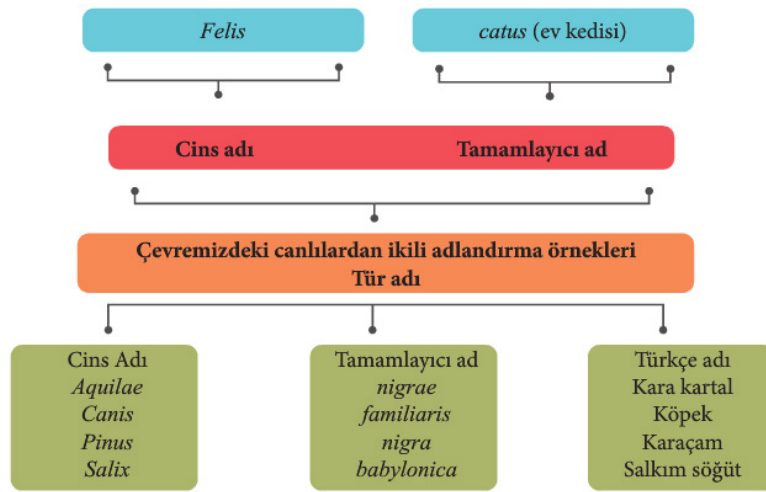 Felis
catus (ev kedisi)
Cins adı
Tamamlayıcı ad
Çevremizdeki canlılardan ikili adlandırma örnekleri
Tür adı
Cins Adı
Aquilae
Canis
Pinus
Salix
Tamamlayıcı ad
nigrae
familiaris
nigra
babylonica
Türkçe adı
Kara kartal
Köpek
Karaçam
Salkım söğüt